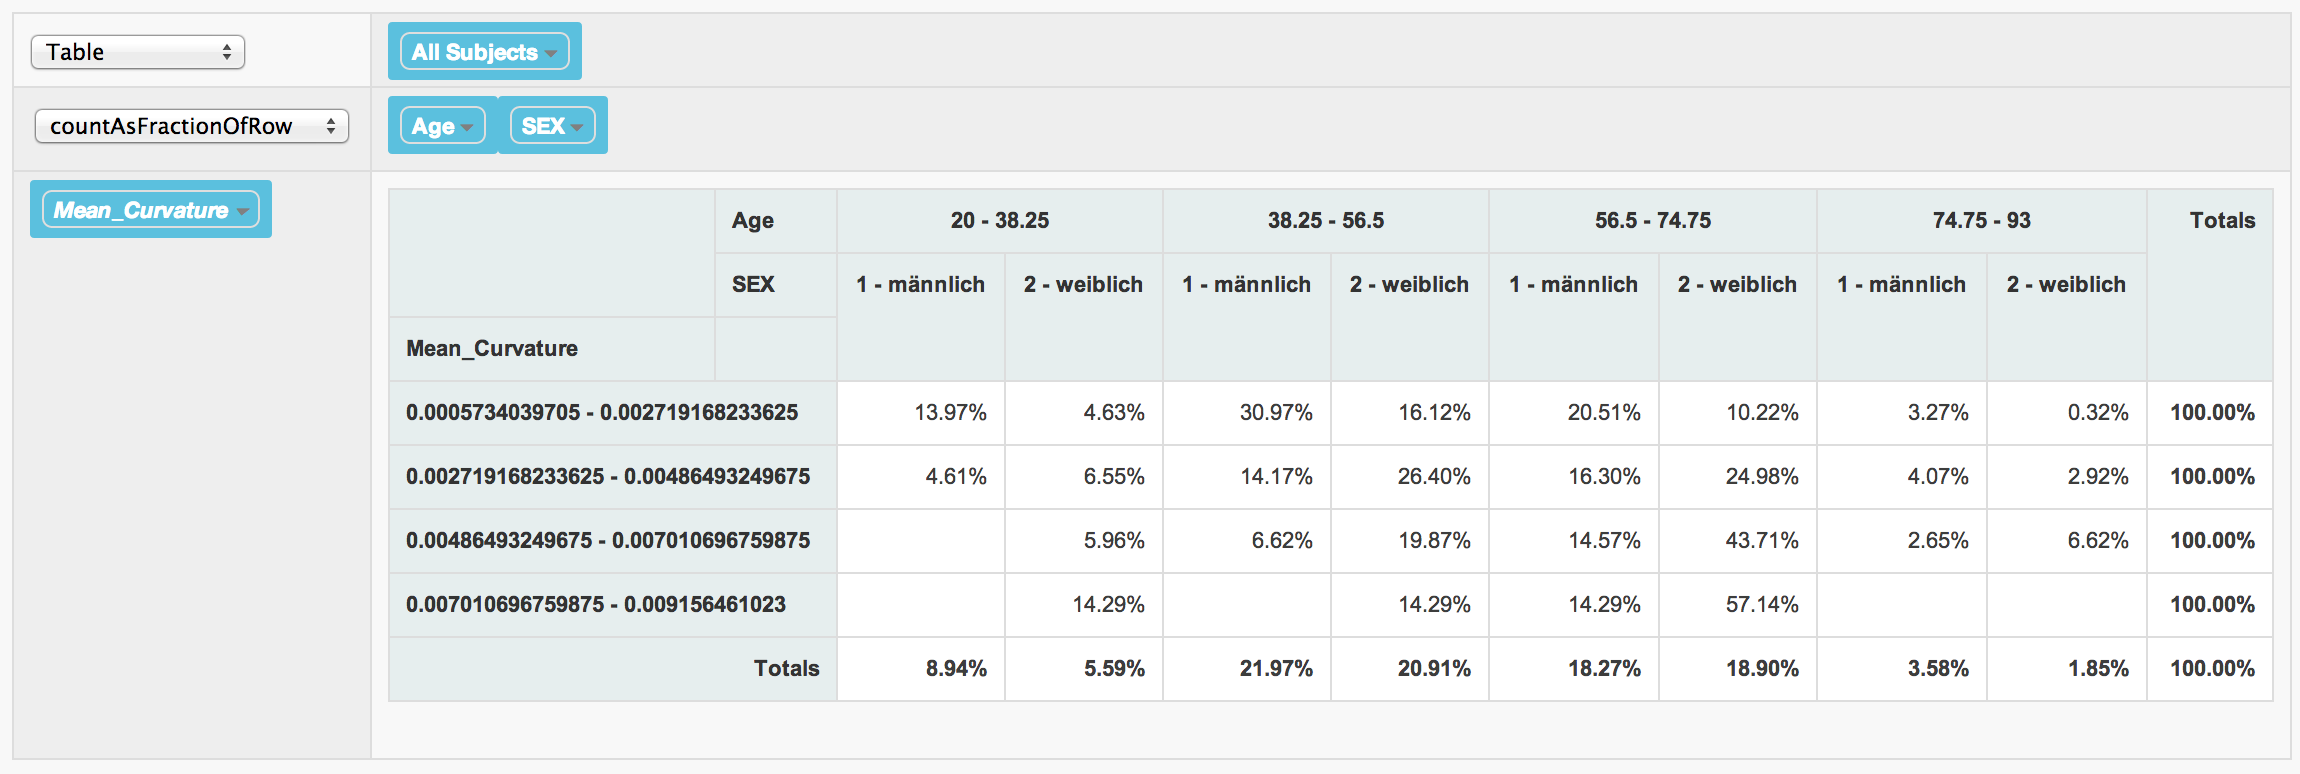 Table
All Subjects
countAsFractionOfRow
Age SEX
Mean_Curvature
Age 20 - 38.25 38.25 - 56.5 56.5 - 74.75 74.75 - 93 Totals
SEX 1 - männlich 2 - weiblich 1 - männlich 2 - weiblich 1 - männlich 2 - weiblich 1 - männlich 2 - weiblich
Mean_Curvature
0.0005734039705 - 0.002719168233625 13.97% 4.63% 30.97% 16.12% 20.51% 10.22% 3.27% 0.32% 100.00%
0.002719168233625 - 0.00486493249675 4.61% 6.55% 14.17% 26.40% 16.30% 24.98% 4.07% 2.92% 100.00%
0.00486493249675 - 0.007010696759875 5.96% 6.62% 19.87% 14.57% 43.71% 2.65% 6.62% 100.00%
0.007010696759875 - 0.009156461023 14.29% 14.29% 14.29% 57.14% 100.00%
Totals 8.94% 5.59% 21.97% 20.91% 18.27% 18.90% 3.58% 1.85% 100.00%